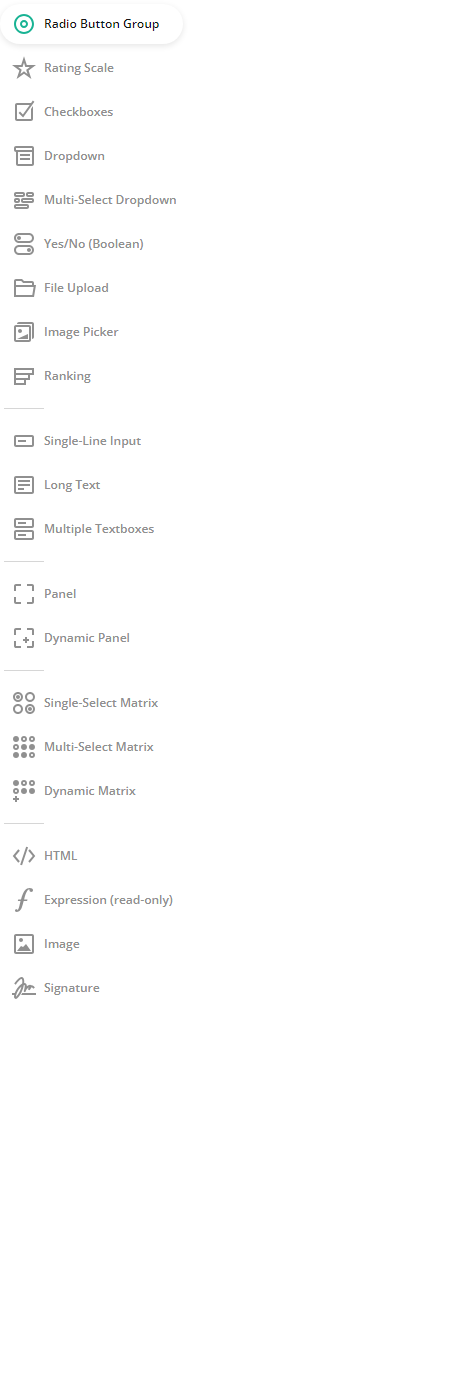 Radio Button Group
Rating Scale
Checkboxes
Dropdown
Multi-Select Dropdown
Yes/No (Boolean)
File Upload
Image Picker
Ranking
Single-Line Input
Long Text
Multiple Textboxes
Panel
Dynamic Panel
Single-Select Matrix
Multi-Select Matrix
Dynamic Matrix
HTML
Expression (read-only)
Image
Signature